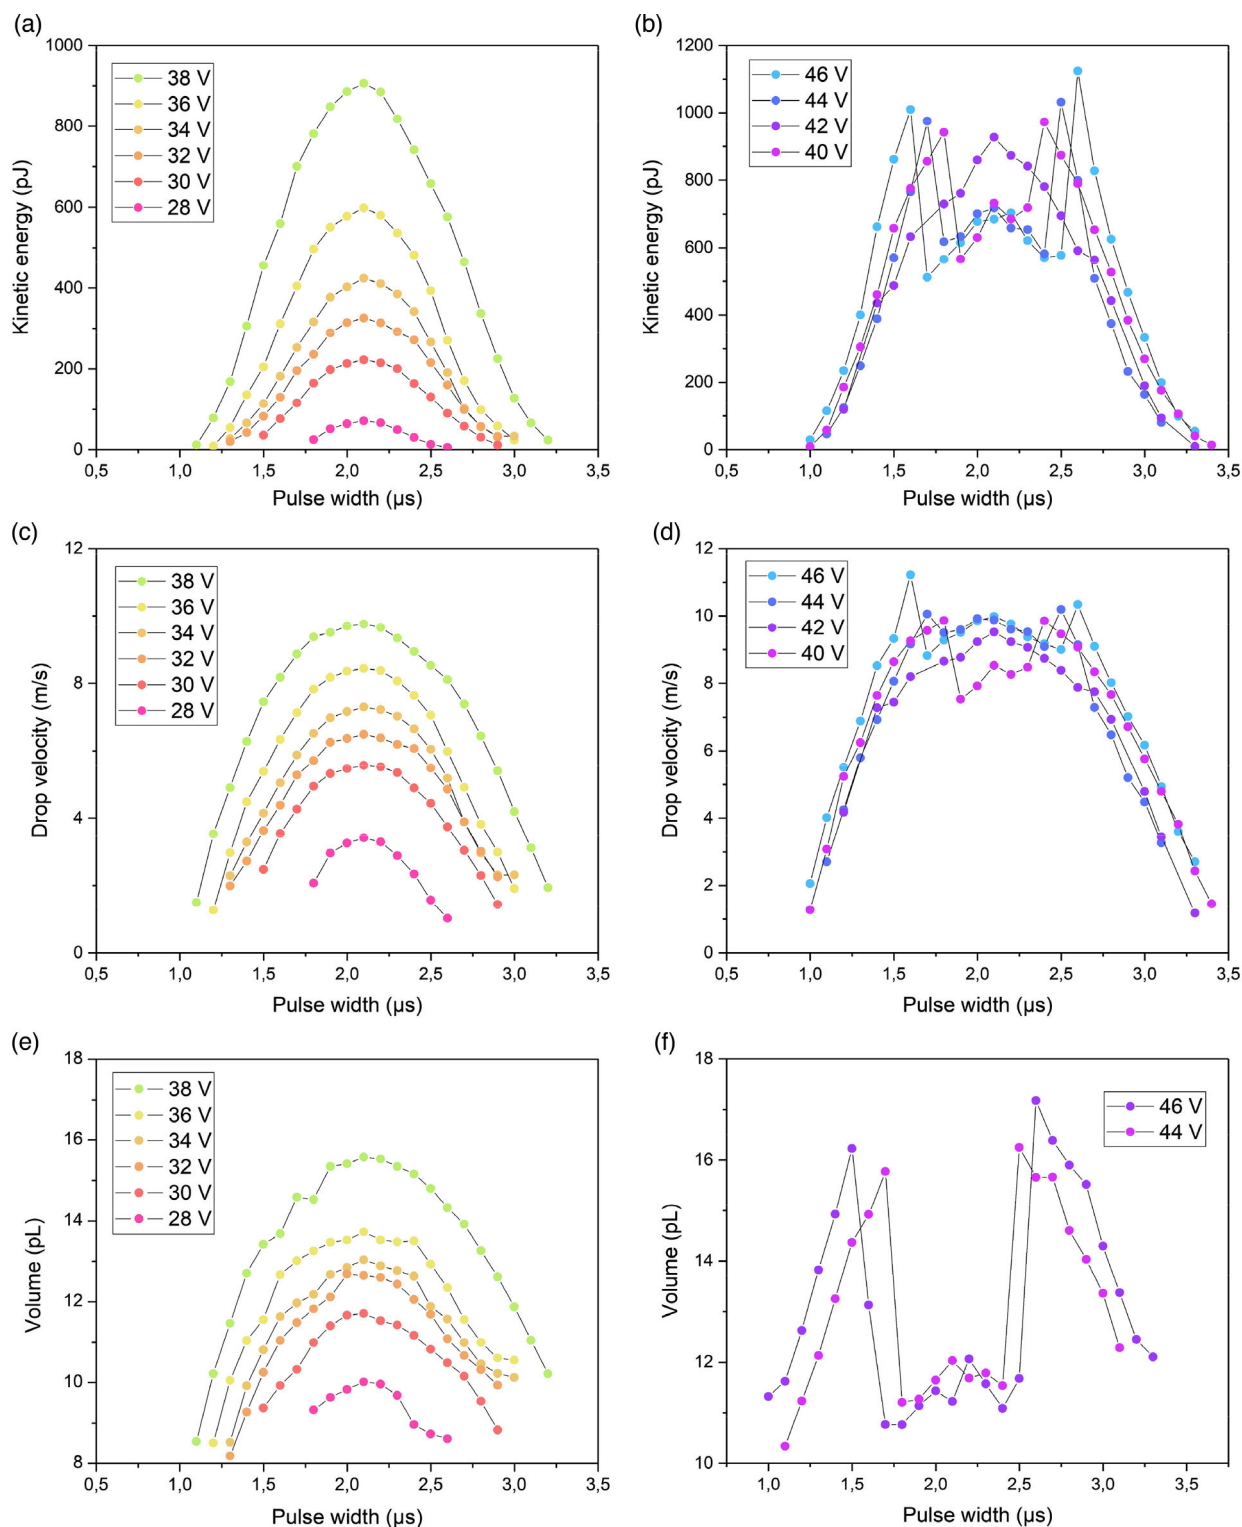 (a)
1000
800
600
400
200
0
Kinetic energy (pJ)
38 V
36 V
34 V
32 V
30 V
28 V
0,5 1,0 1,5 2,0 2,5 3,0 3,5
Pulse width (µs)
(b)
1200
1000
800
600
400
200
0
Kinetic energy (pJ)
46 V
44 V
42 V
40 V
0,5 1,0 1,5 2,0 2,5 3,0 3,5
Pulse width (µs)
(c)
12
8
4
0
Drop velocity (m/s)
38 V
36 V
34 V
32 V
30 V
28 V
0,5 1,0 1,5 2,0 2,5 3,0 3,5
Pulse width (µs)
(d)
12
10
8
6
4
2
0
Drop velocity (m/s)
46 V
44 V
42 V
40 V
0,5 1,0 1,5 2,0 2,5 3,0 3,5
Pulse width (µs)
(e)
18
16
14
12
10
8
Volume (pL)
38 V
36 V
34 V
32 V
30 V
28 V
0,5 1,0 1,5 2,0 2,5 3,0 3,5
Pulse width (µs)
(f)
18
16
14
12
10
Volume (pL)
46 V
44 V
1,0 1,5 2,0 2,5 3,0 3,5
Pulse width (µs)